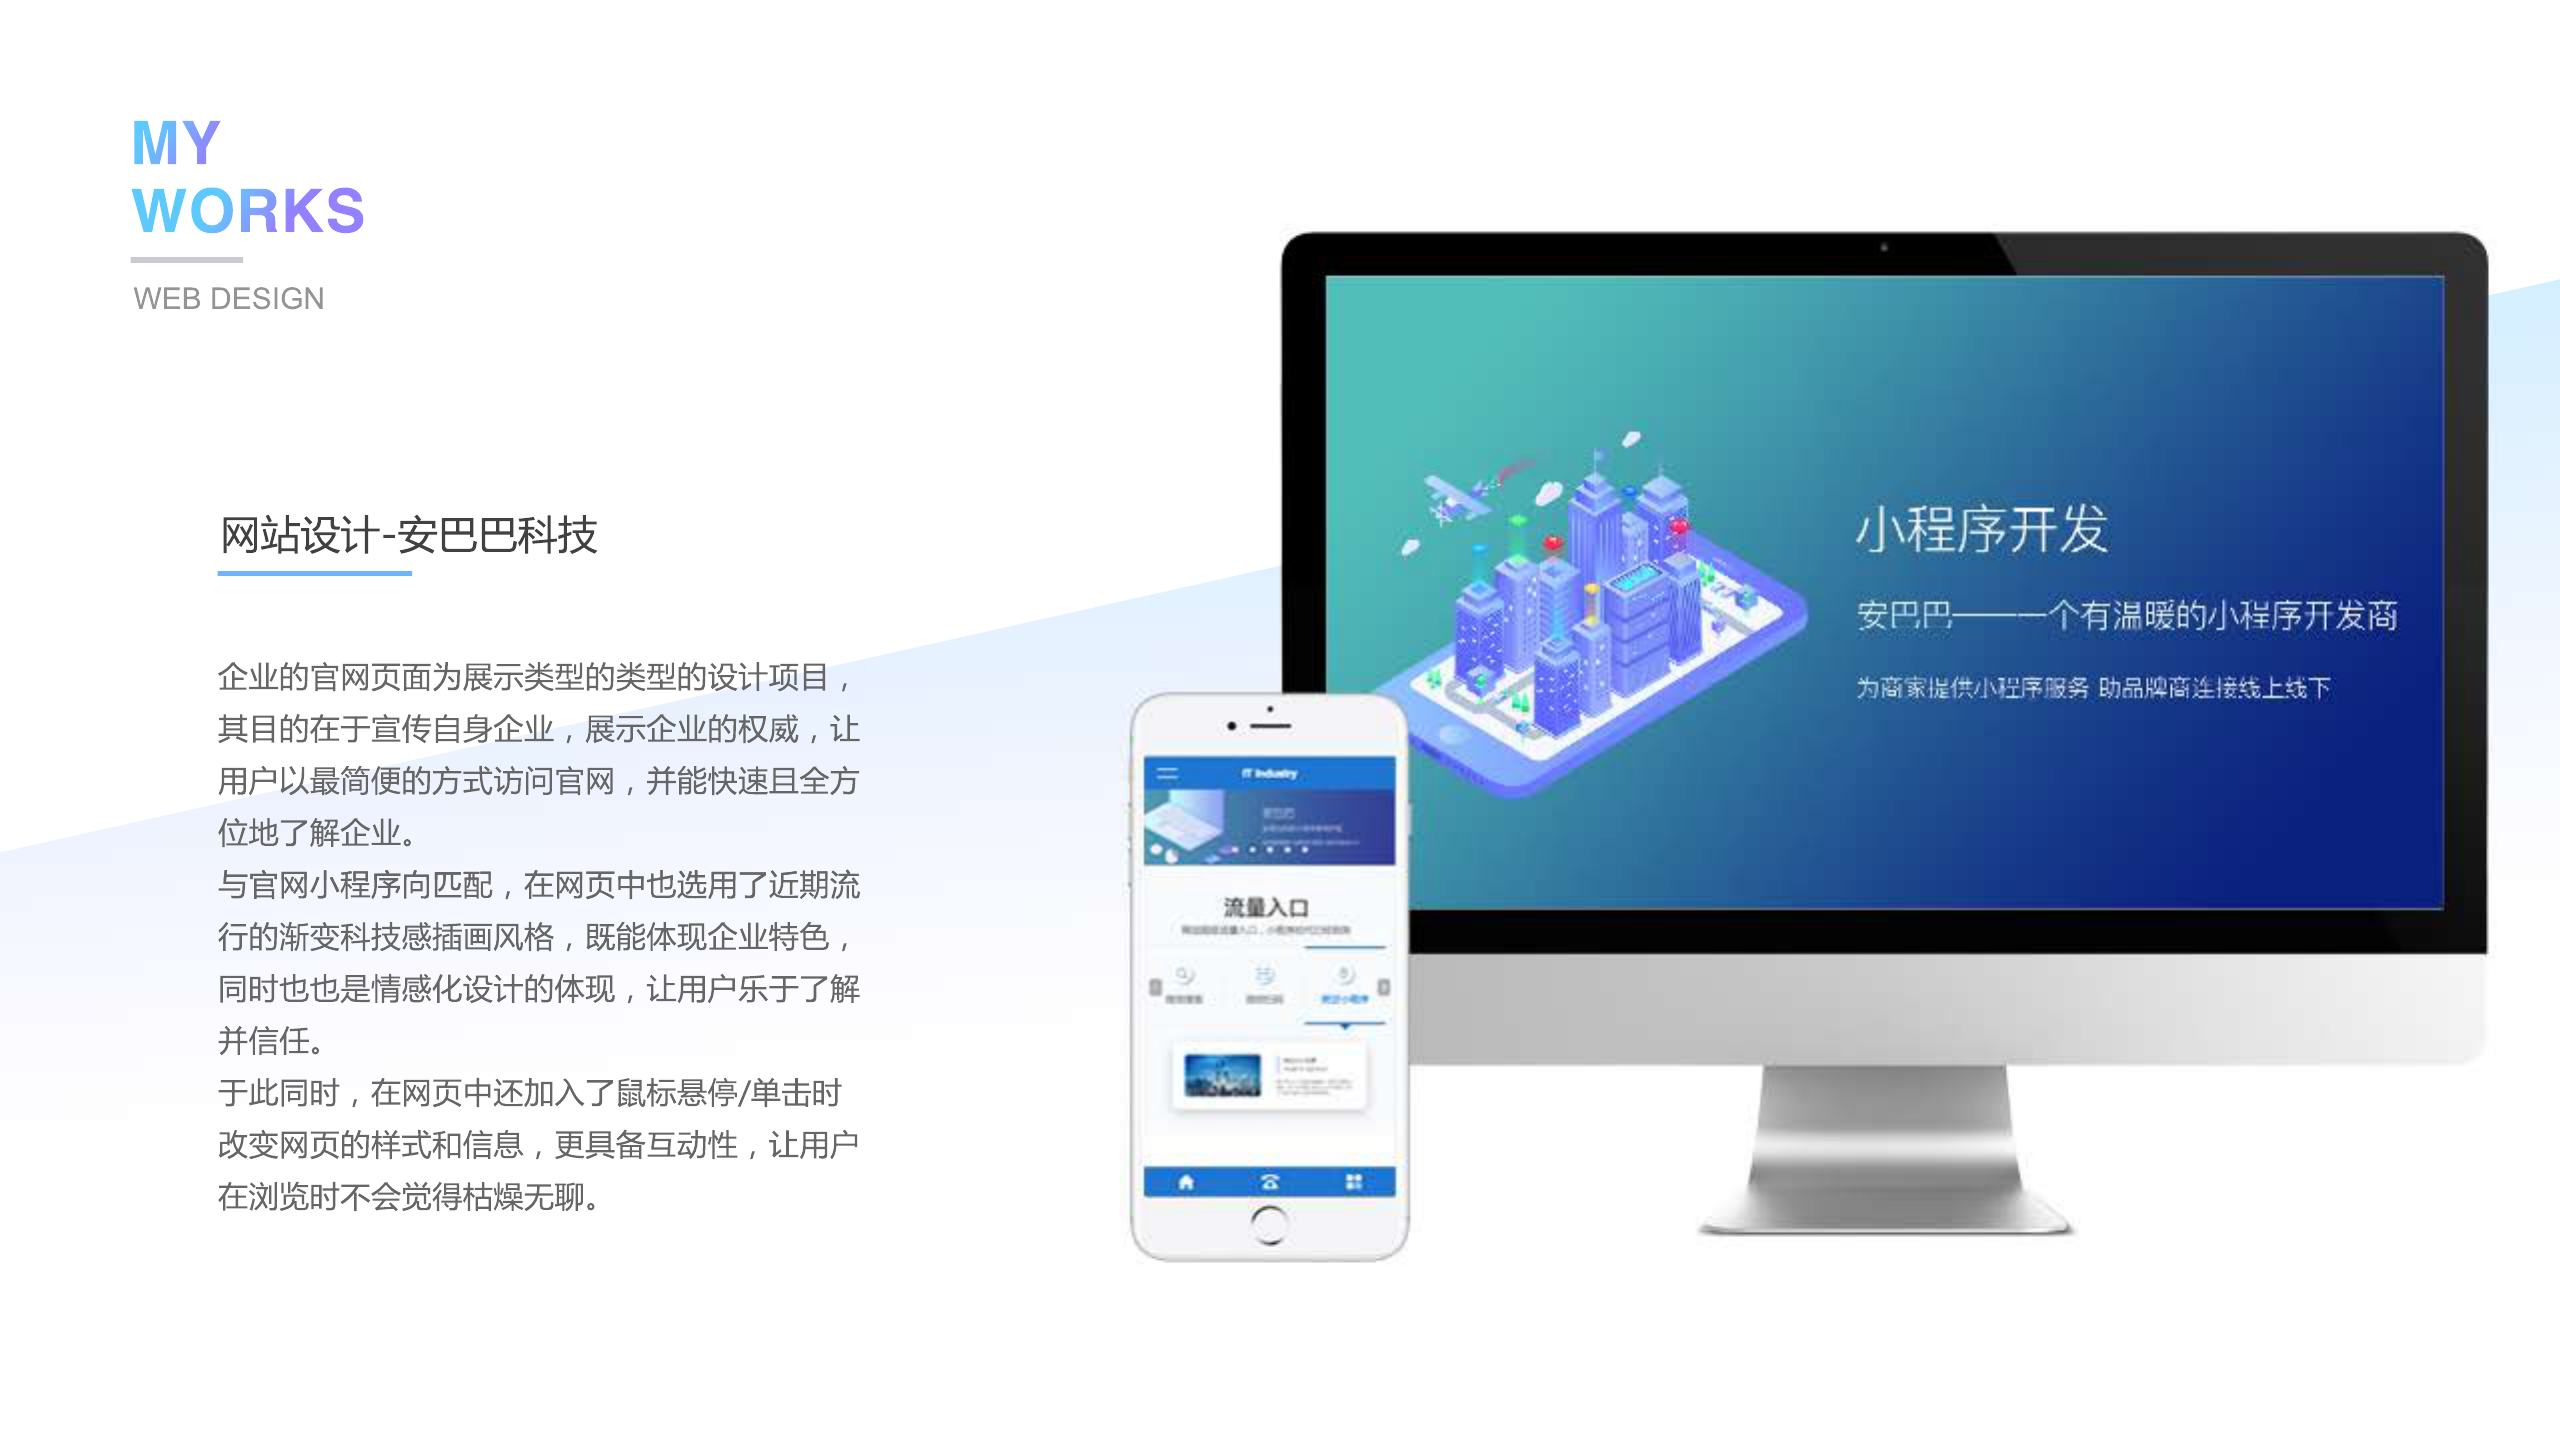 MY
WORKS
WEB DESIGN
网站设计-安巴巴科技
企业的官网页面为展示类型的类型的设计项目，
其目的在于宣传自身企业，展示企业的权威，让
用户以最简便的方式访问官网，并能快速且全方
位地了解企业。
与官网小程序向匹配，在网页中也选用了近期流
行的渐变科技感插画风格，既能体现企业特色，
同时也也是情感化设计的体现，让用户乐于了解
并信任。
于此同时，在网页中还加入了鼠标悬停/单击时
改变网页的样式和信息，更具备互动性，让用户
在浏览时不会觉得枯燥无聊。
小程序开发
安巴巴———个有温暖的小程序开发商
为商家提供小程序服务 助品牌商连接线上线下
IT Industry
安巴巴
流量入口